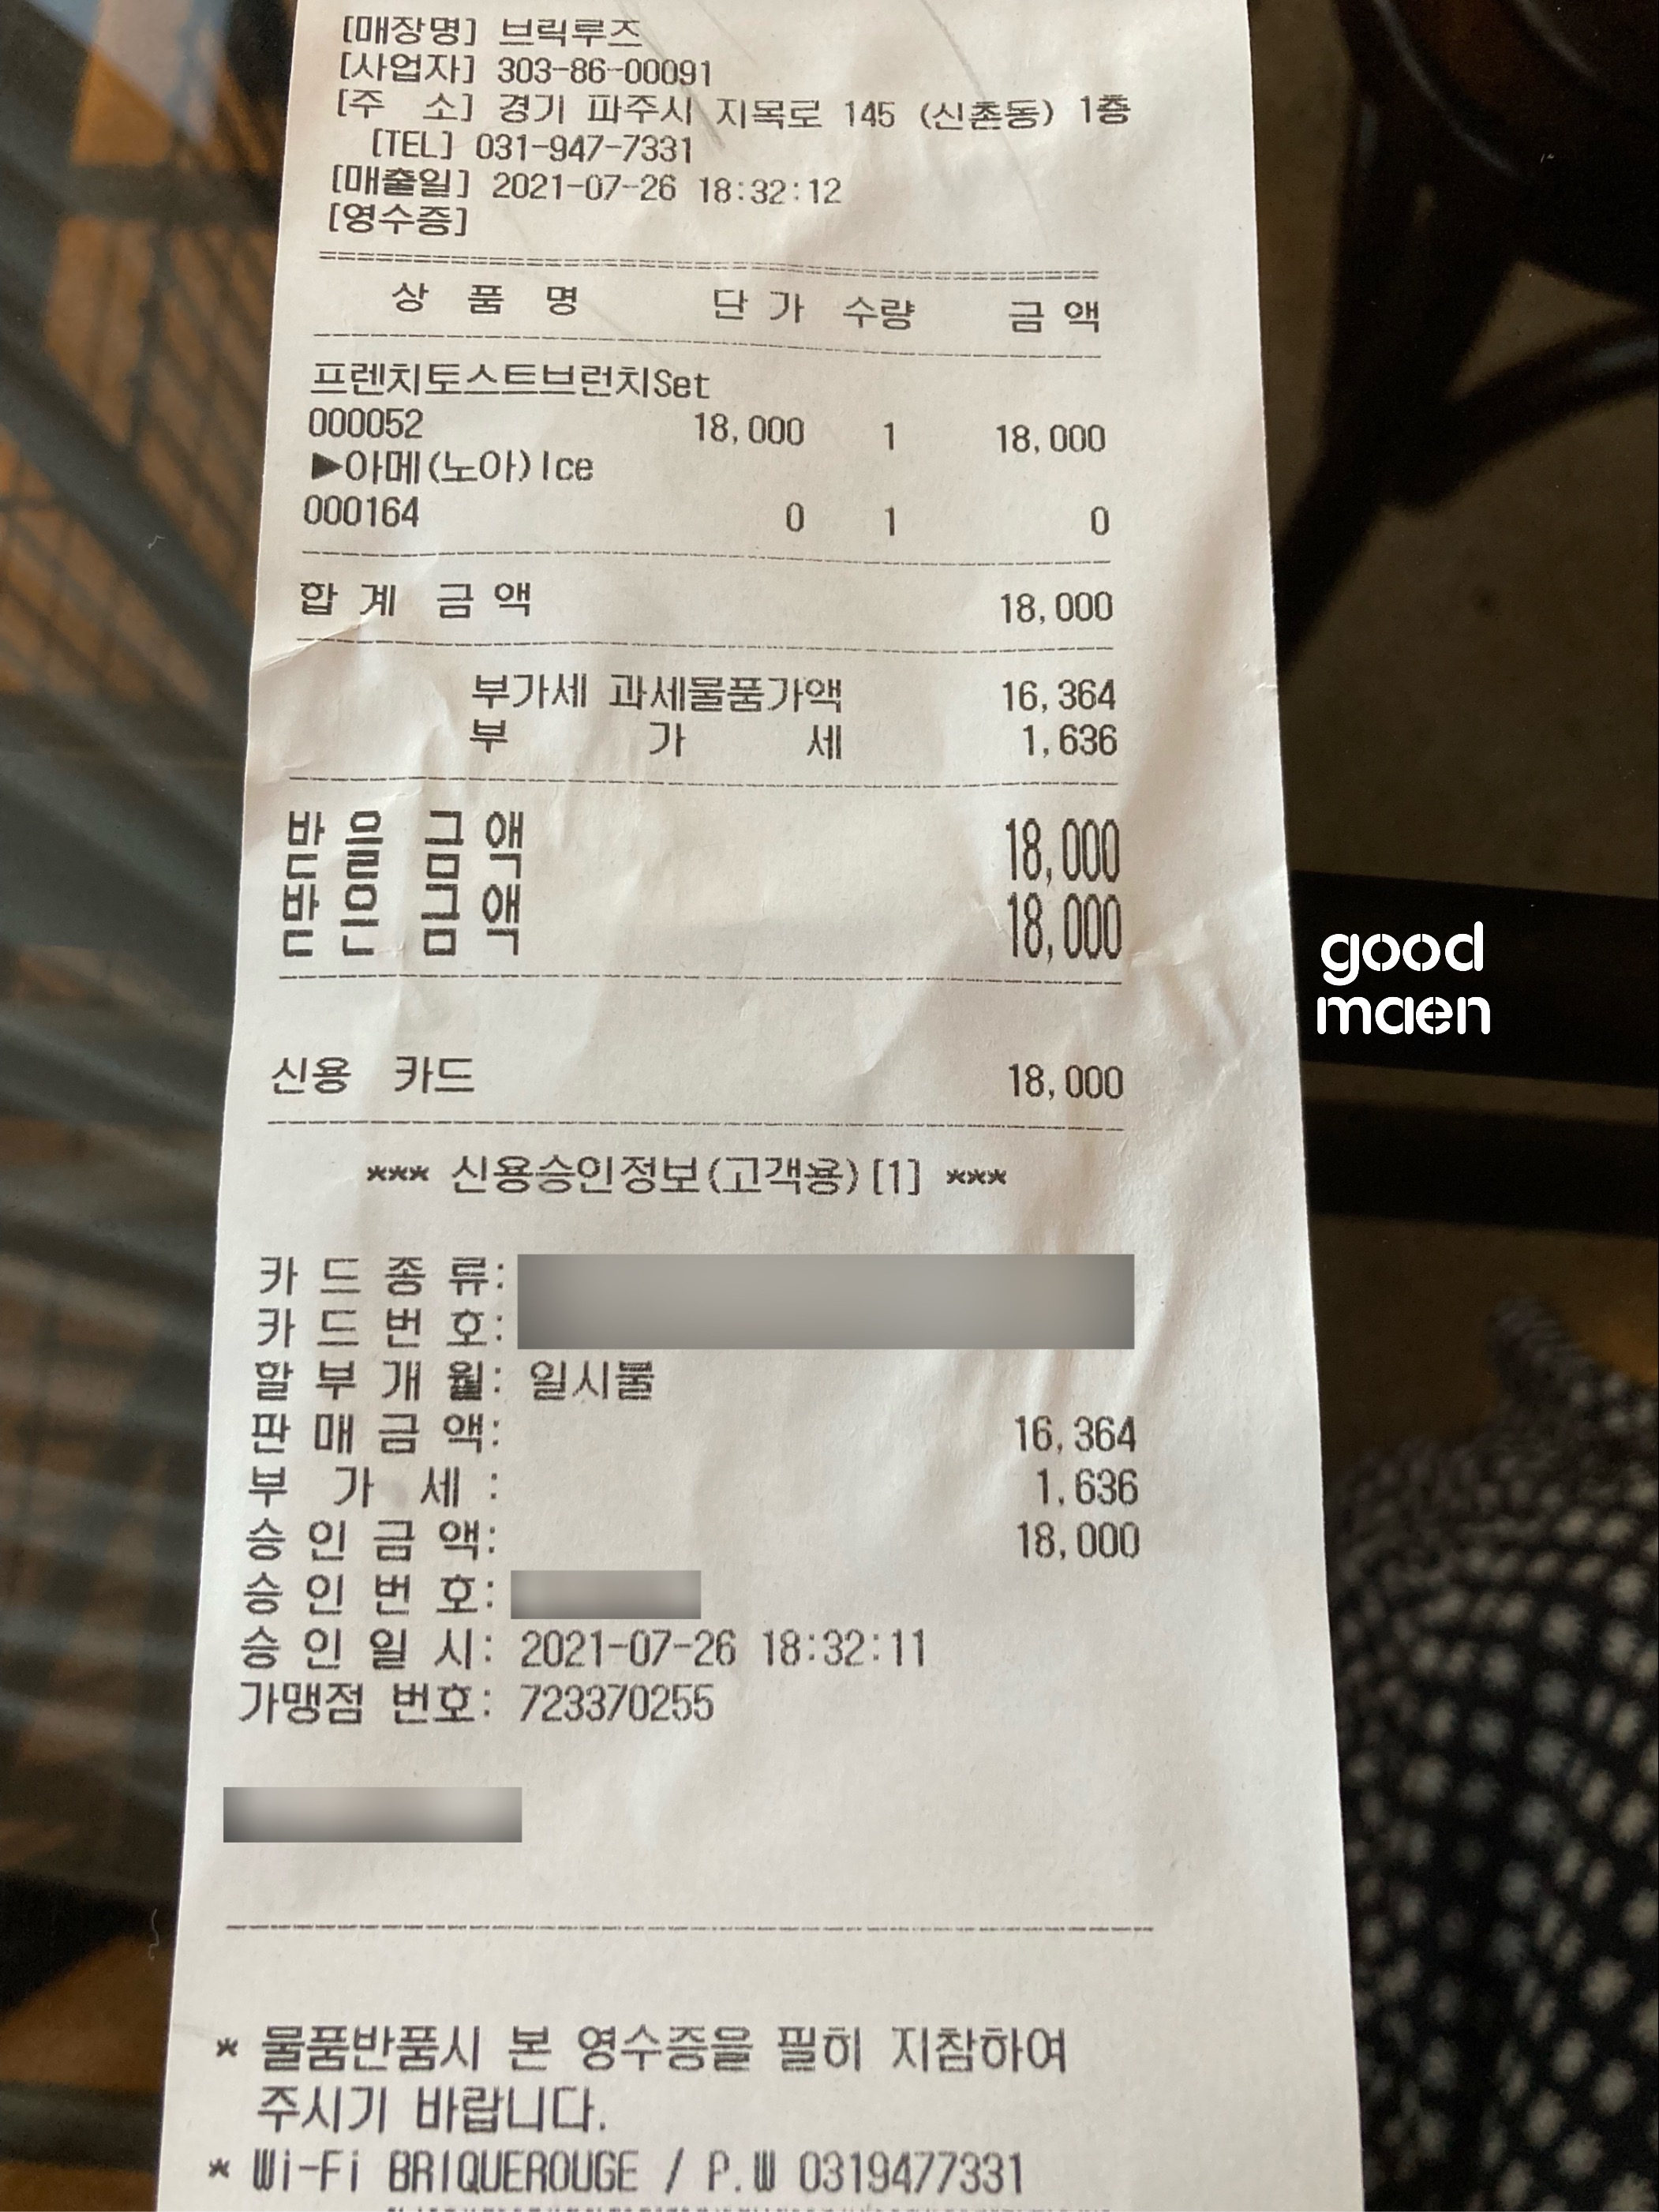 [매장명] 브릭루즈
[사업자] 303-86-00091
[주 소] 경기 파주시 지목로 145 (신촌동) 1층
[TEL] 031-947-7331
[매출일] 2021-07-26 18:32:12
[영수증]
상 품 명 단 가 수량 금 액
프렌치토스트브런치Set
000052 18,000 1 18,000
▶아메(노아)Ice
000164 0 1 0
합 계 금 액 18,000
부가세 과세물품가액 16,364
부 가 세 1,636
받 을 금 액 18,000
받 은 금 액 18,000
good
maen
신용 카드 18,000
*** 신용승인정보(고객용)[1] ***
카 드 종 류:
카 드 번 호:
할 부 개 월: 일시불
판 매 금 액: 16,364
부 가 세 : 1,636
승 인 금 액: 18,000
승 인 번 호:
승 인 일 시: 2021-07-26 18:32:11
가맹점 번호: 723370255
* 물품반품시 본 영수증을 필히 지참하여
주시기 바랍니다.
* Wi-Fi BRIQUEROUGE / P.W 0319477331